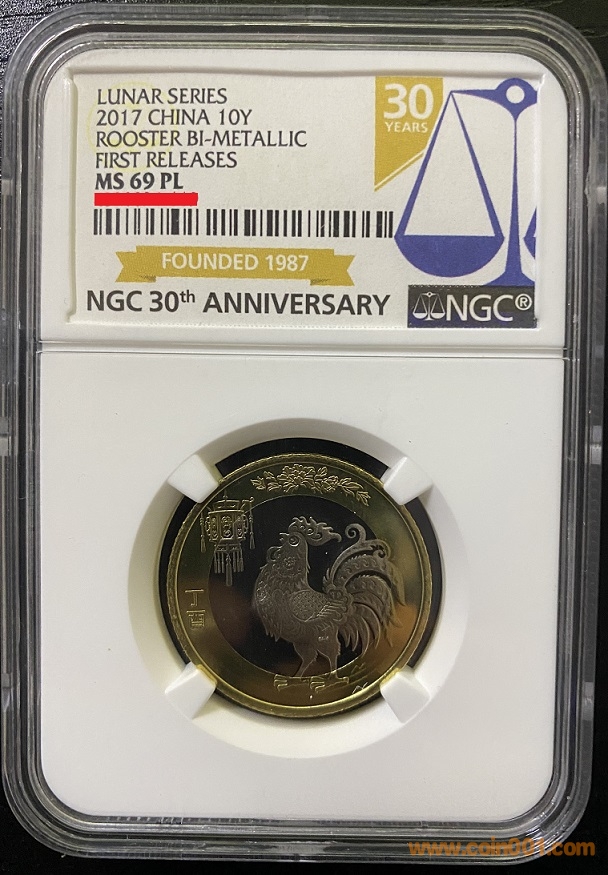 LUNAR SERIES
2017 CHINA 10Y
ROOSTER BI-METALLIC
FIRST RELEASES
MS 69 PL
30
YEARS
FOUNDED 1987
NGC 30th ANNIVERSARY
NGC®
丁酉
www.coin001.com